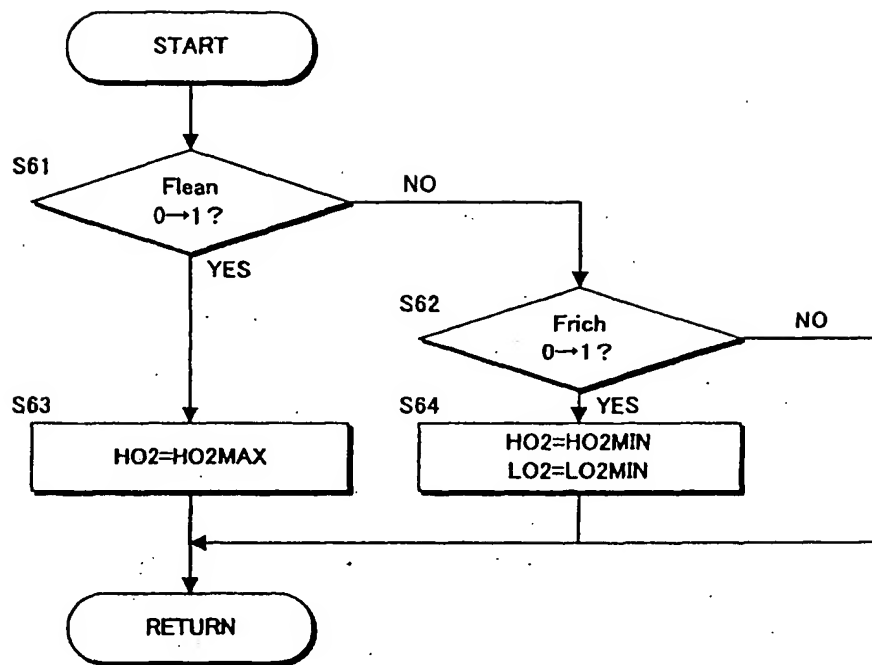 START
S61
Flean
0→1?
NO
YES
S62
Frich
0→1?
NO
YES
S63
HO2=HO2MAX
S64
HO2=HO2MIN
LO2=LO2MIN
RETURN